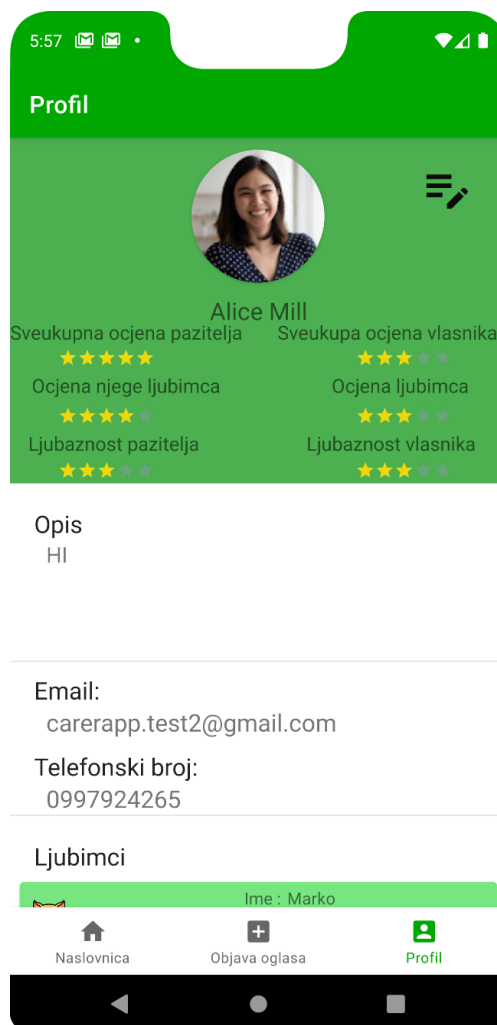 5:57
Profil
Alice Mill
Sveukupna ocjena pazitelja Sveukupa ocjena vlasnika
Ocjena njege ljubimca Ocjena ljubimca
Ljubaznost pazitelja Ljubaznost vlasnika
Opis
HI
Email:
carerapp.test2@gmail.com
Telefonski broj:
0997924265
Ljubimci
Ime : Marko
Naslovnica Objava oglasa Profil